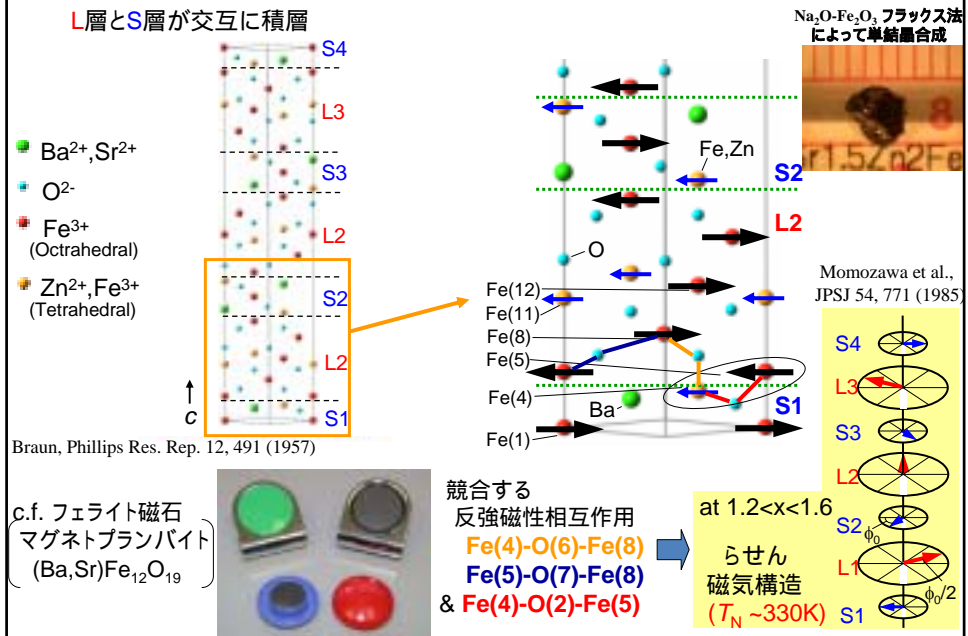 L層とS層が交互に積層
Na₂O-Fe₂O₃ フラックス法
によって単結晶合成
8
r1.5Zn2Fe
Ba²⁺,Sr²⁺
O²⁻
Fe³⁺
(Octrahedral)
Zn²⁺,Fe³⁺
(Tetrahedral)
S4
L3
S3
L2
S2
L2
S1
c
Braun, Phillips Res. Rep. 12, 491 (1957)
Fe,Zn
S2
L2
O
Fe(12)
Fe(11)
Fe(8)
Fe(5)
Fe(4)
Ba
S1
Fe(1)
Momozawa et al.,
JPSJ 54, 771 (1985)
S4
L3
S3
L2
S2
ϕ₀
L1
ϕ₀/2
S1
c.f. フェライト磁石
マグネトプランバイト
(Ba,Sr)Fe₁₂O₁₉
競合する
反強磁性相互作用
Fe(4)-O(6)-Fe(8)
Fe(5)-O(7)-Fe(8)
& Fe(4)-O(2)-Fe(5)
at 1.2<x<1.6
らせん
磁気構造
(T_N ~330K)